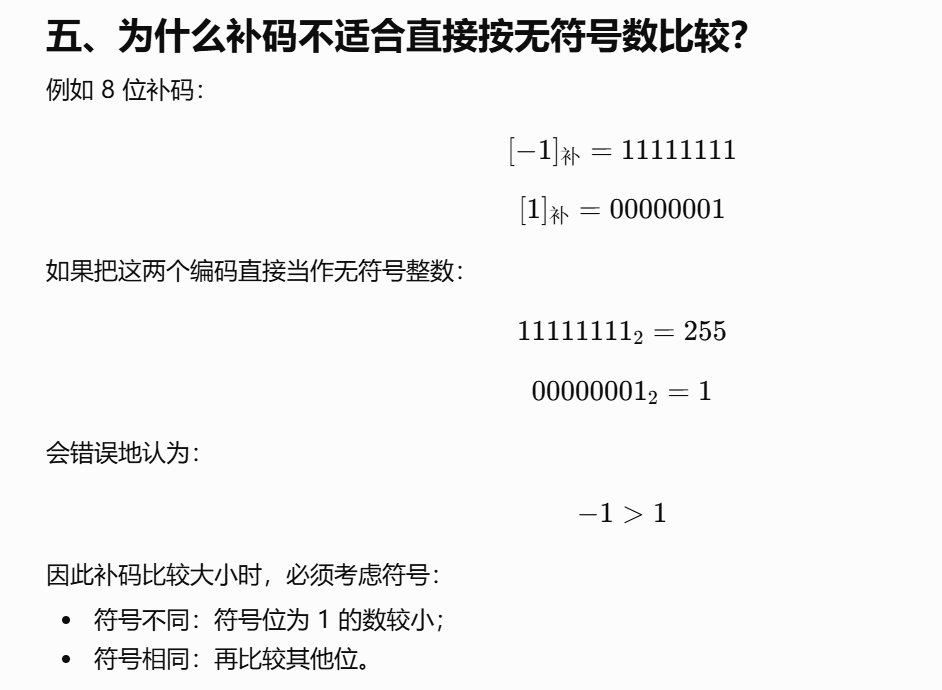 五、为什么补码不适合直接按无符号数比较？
例如 8 位补码：
[−1]补 = 11111111
[1]补 = 00000001
如果把这两个编码直接当作无符号整数：
11111111₂ = 255
00000001₂ = 1
会错误地认为：
−1 > 1
因此补码比较大小时，必须考虑符号：
• 符号不同：符号位为 1 的数较小；
• 符号相同：再比较其他位。